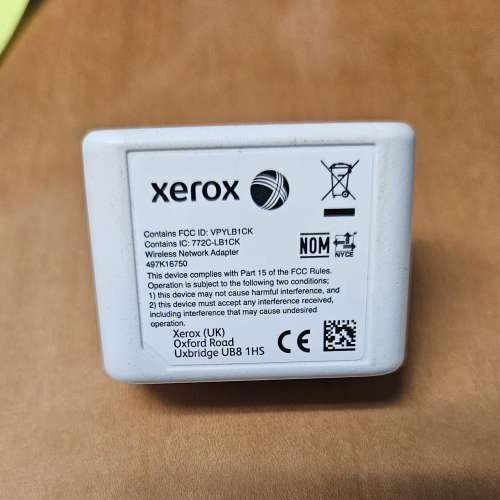 xerox
Contains FCC ID: VPYLB1CK
Contains IC: 772C-LB1CK
Wireless Network Adapter
497K16750
NOM
NYCE
This device complies with Part 15 of the FCC Rules.
Operation is subject to the following two conditions;
1) this device may not cause harmful interference, and
2) this device must accept any interference received,
including interference that may cause undesired
operation.
Xerox (UK)
Oxford Road
Uxbridge UB8 1HS
CE